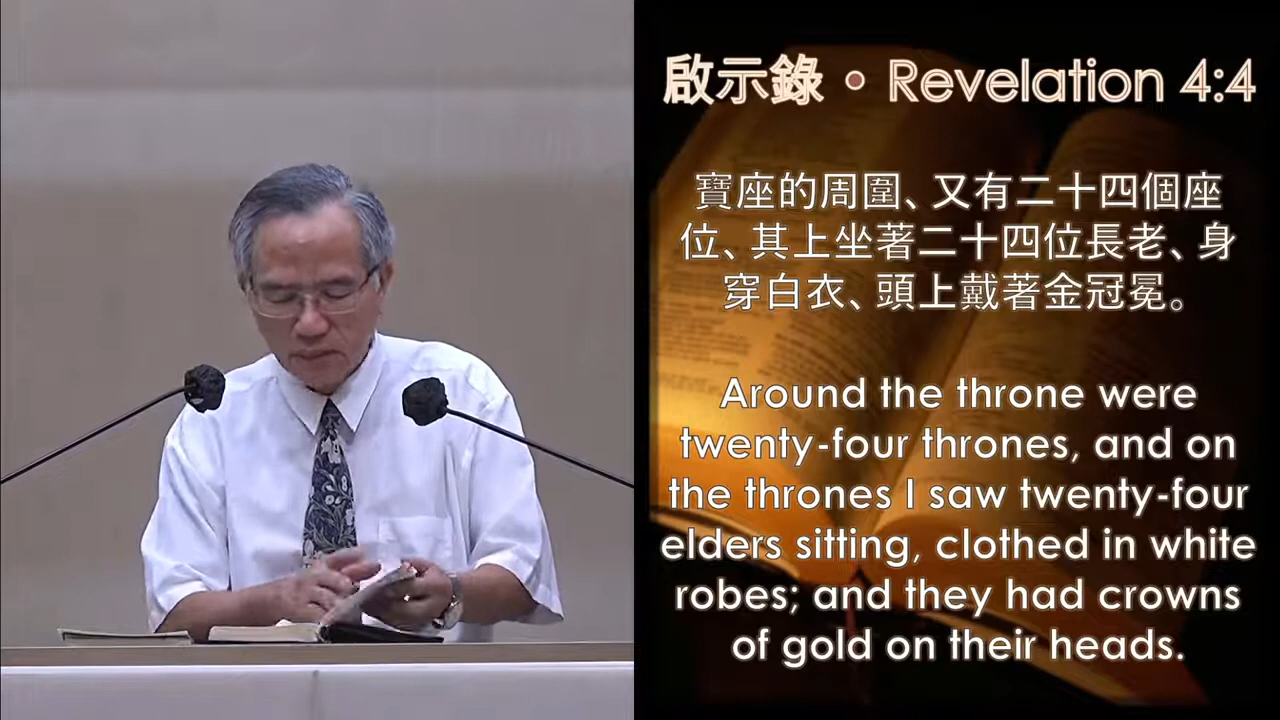 啟示錄 • Revelation 4:4
寶座的周圍、又有二十四個座
位、其上坐著二十四位長老、身
穿白衣、頭上戴著金冠冕。
Around the throne were
twenty-four thrones, and on
the thrones I saw twenty-four
elders sitting, clothed in white
robes; and they had crowns
of gold on their heads.